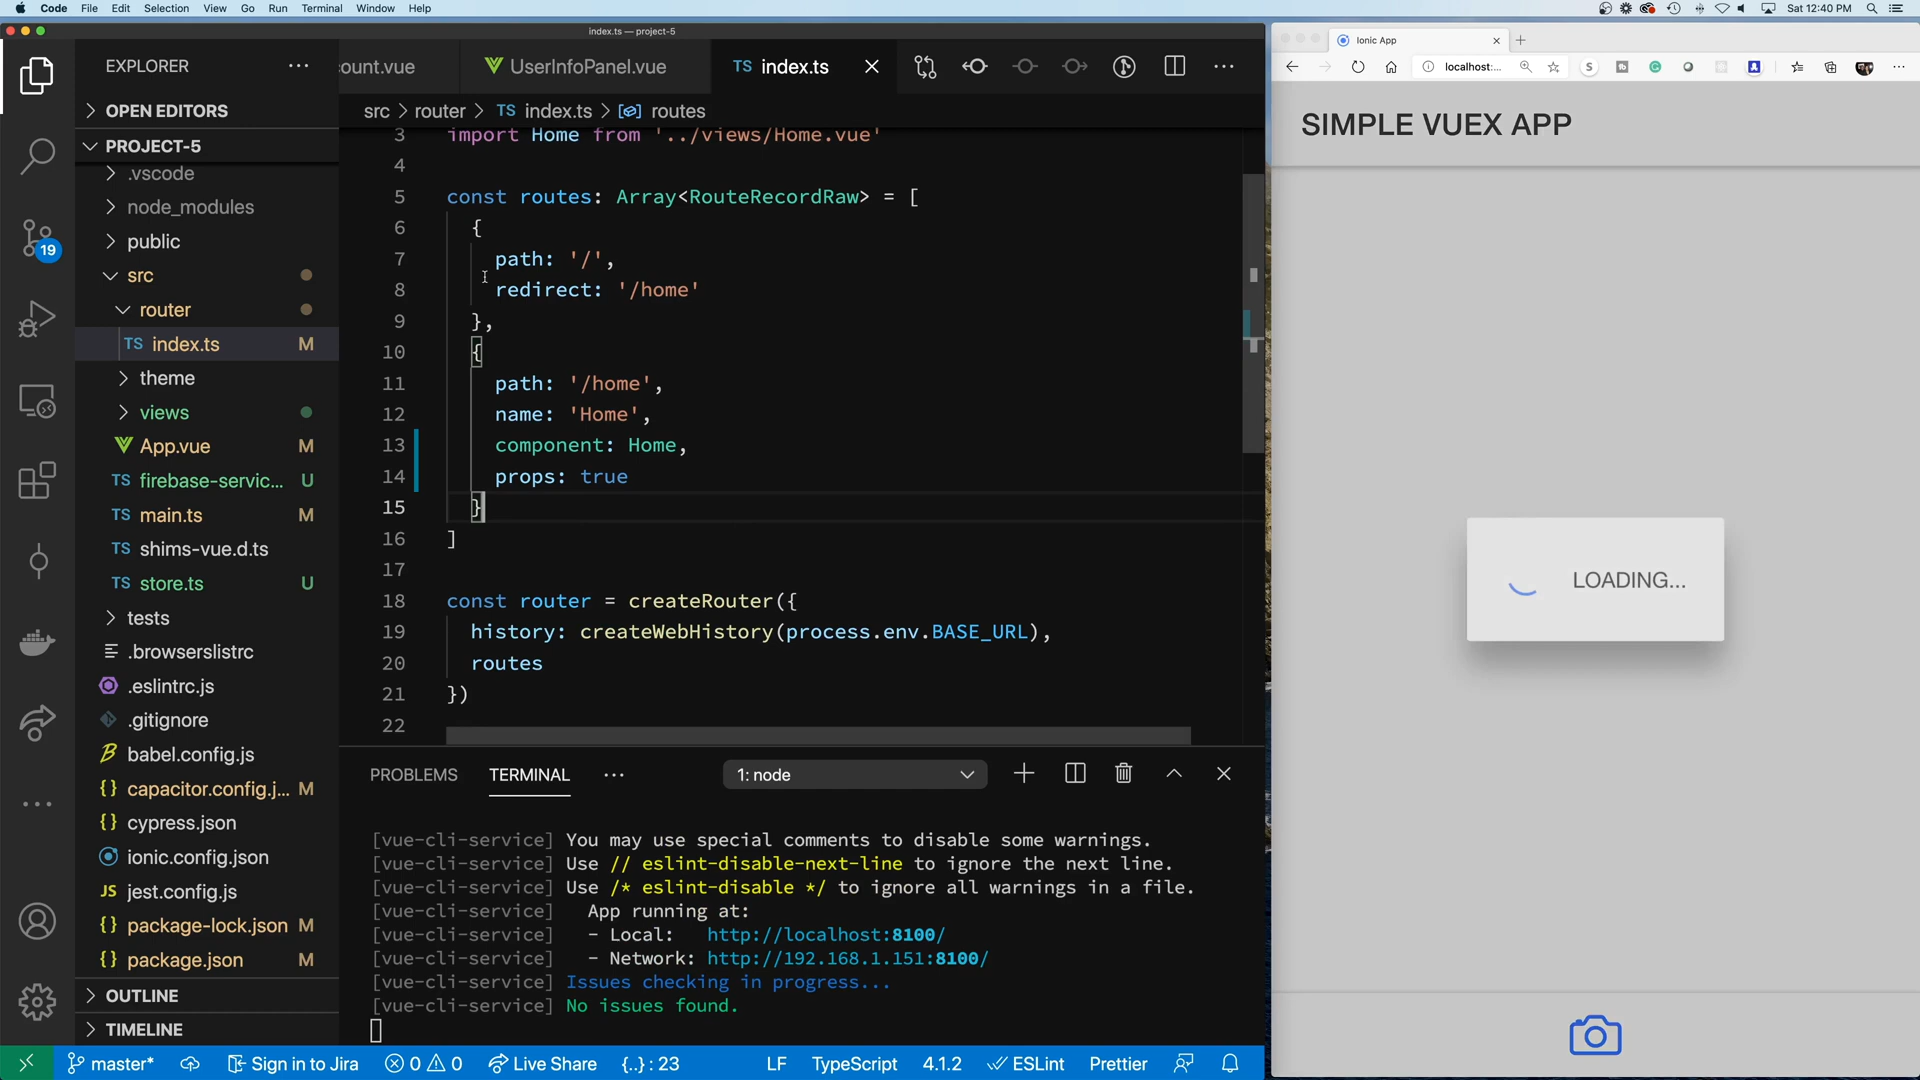 Code File Edit Selection View Go Run Terminal Window Help
Sat 12:40 PM
index.ts — project-5
EXPLORER
OPEN EDITORS
PROJECT-5
.vscode
node_modules
public
src
router
TS index.ts M
theme
views
App.vue M
TS firebase-servic... U
TS main.ts M
TS shims-vue.d.ts
TS store.ts U
tests
.browserslistrc
.eslintrc.js
.gitignore
babel.config.js
{} capacitor.config.j... M
{} cypress.json
ionic.config.json
JS jest.config.js
{} package-lock.json M
{} package.json M
OUTLINE
TIMELINE
19
ount.vue UserInfoPanel.vue TS index.ts
src > router > TS index.ts > routes
3 import Home from '../views/Home.vue'
4
5 const routes: Array<RouteRecordRaw> = [
6 {
7 path: '/',
8 redirect: '/home'
9 },
10 {
11 path: '/home',
12 name: 'Home',
13 component: Home,
14 props: true
15 }
16 ]
17
18 const router = createRouter({
19 history: createWebHistory(process.env.BASE_URL),
20 routes
21 })
22
PROBLEMS TERMINAL 1: node
[vue-cli-service] You may use special comments to disable some warnings.
[vue-cli-service] Use // eslint-disable-next-line to ignore the next line.
[vue-cli-service] Use /* eslint-disable */ to ignore all warnings in a file.
[vue-cli-service] App running at:
[vue-cli-service] - Local: http://localhost:8100/
[vue-cli-service] - Network: http://192.168.1.151:8100/
[vue-cli-service] Issues checking in progress...
[vue-cli-service] No issues found.
master* Sign in to Jira 0 0 Live Share {..} : 23 LF TypeScript 4.1.2 ESLint Prettier
Ionic App
localhost:...
S
SIMPLE VUEX APP
LOADING...